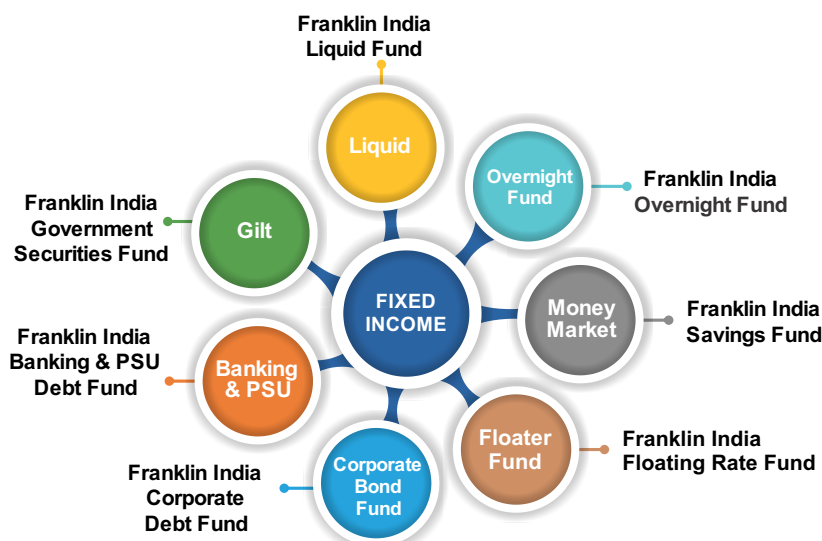 Franklin India
Liquid Fund
Liquid
Overnight
Fund
Franklin India
Overnight Fund
Money
Market
Franklin India
Savings Fund
Floater
Fund
Franklin India
Floating Rate Fund
Corporate
Bond
Fund
Franklin India
Corporate
Debt Fund
Banking
& PSU
Franklin India
Banking & PSU
Debt Fund
Gilt
Franklin India
Government
Securities Fund
FIXED
INCOME